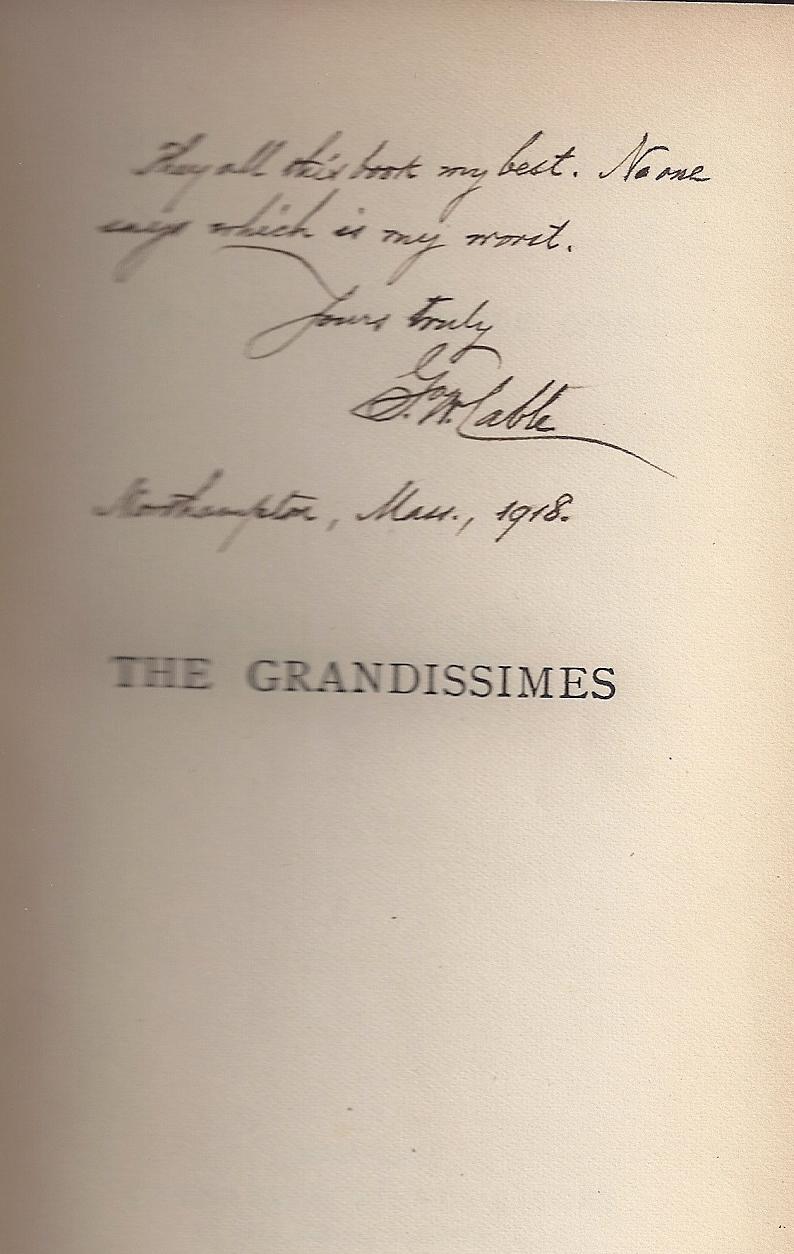 They all this book my best. No one
says which is my worst.
Yours truly
G. W. Cable
Northampton, Mass., 1918.
THE GRANDISSIMES